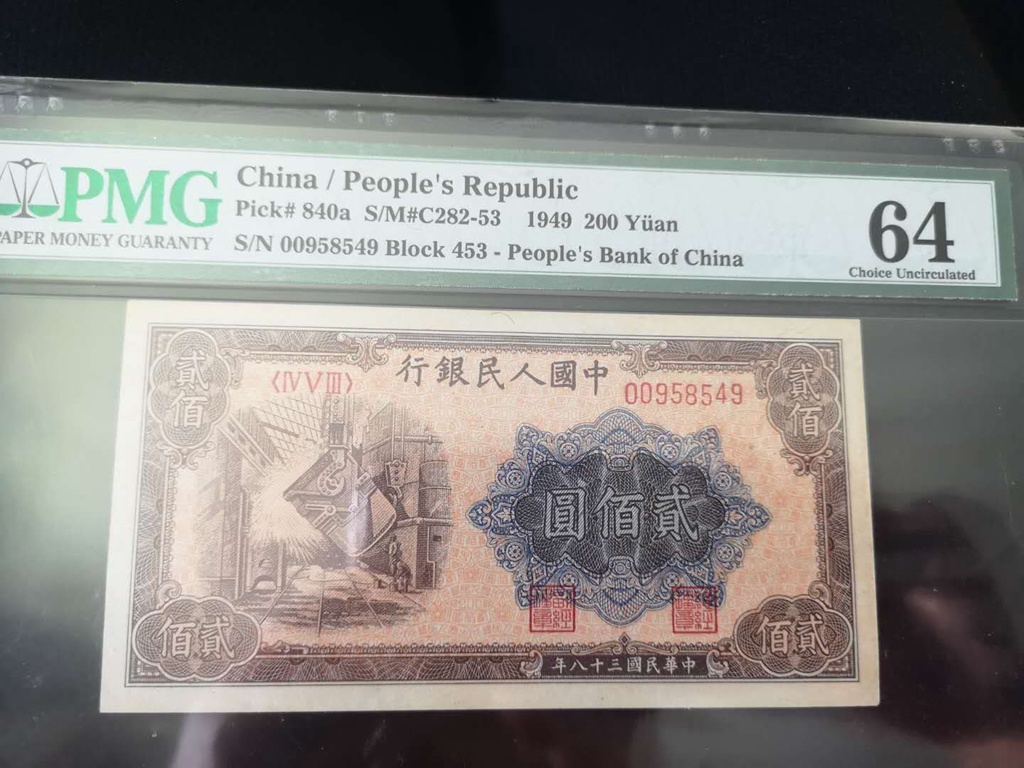 PMG
PAPER MONEY GUARANTY
China / People's Republic
Pick# 840a S/M#C282-53 1949 200 Yüan
S/N 00958549 Block 453 - People's Bank of China
64
Choice Uncirculated
行銀民人國中
〈ⅣⅤⅢ〉
00958549
貳佰
貳佰
圓佰貳
佰貳
佰貳
年八十三國民華中